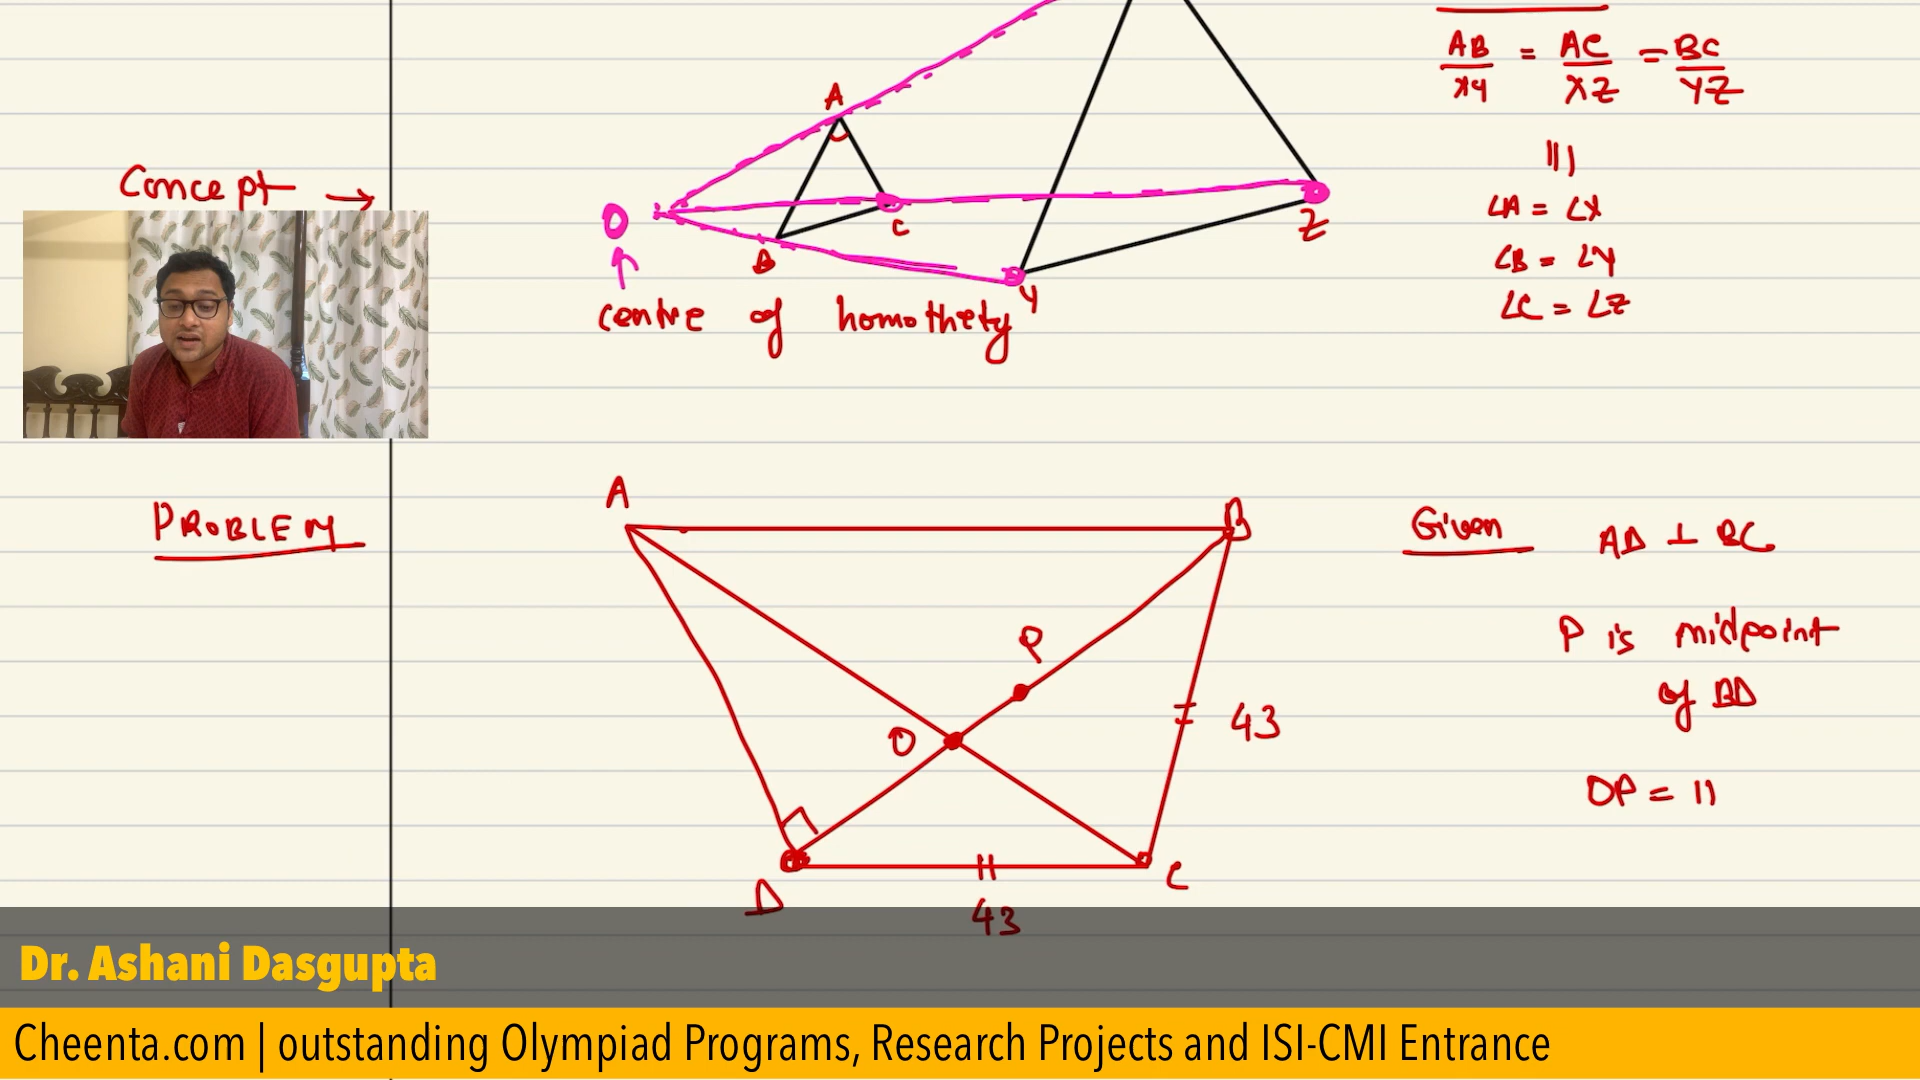 AB/XY = AC/XZ = BC/YZ
A
Concept →
|||
∠A = ∠X
O
C
Z
B
∠B = ∠Y
Y
∠C = ∠Z
centre of homothety
A
B
PROBLEM
Given AD ⊥ BC
P
P is midpoint
of BD
O
43
OP = 11
D
C
43
Dr. Ashani Dasgupta
Cheenta.com | outstanding Olympiad Programs, Research Projects and ISI-CMI Entrance